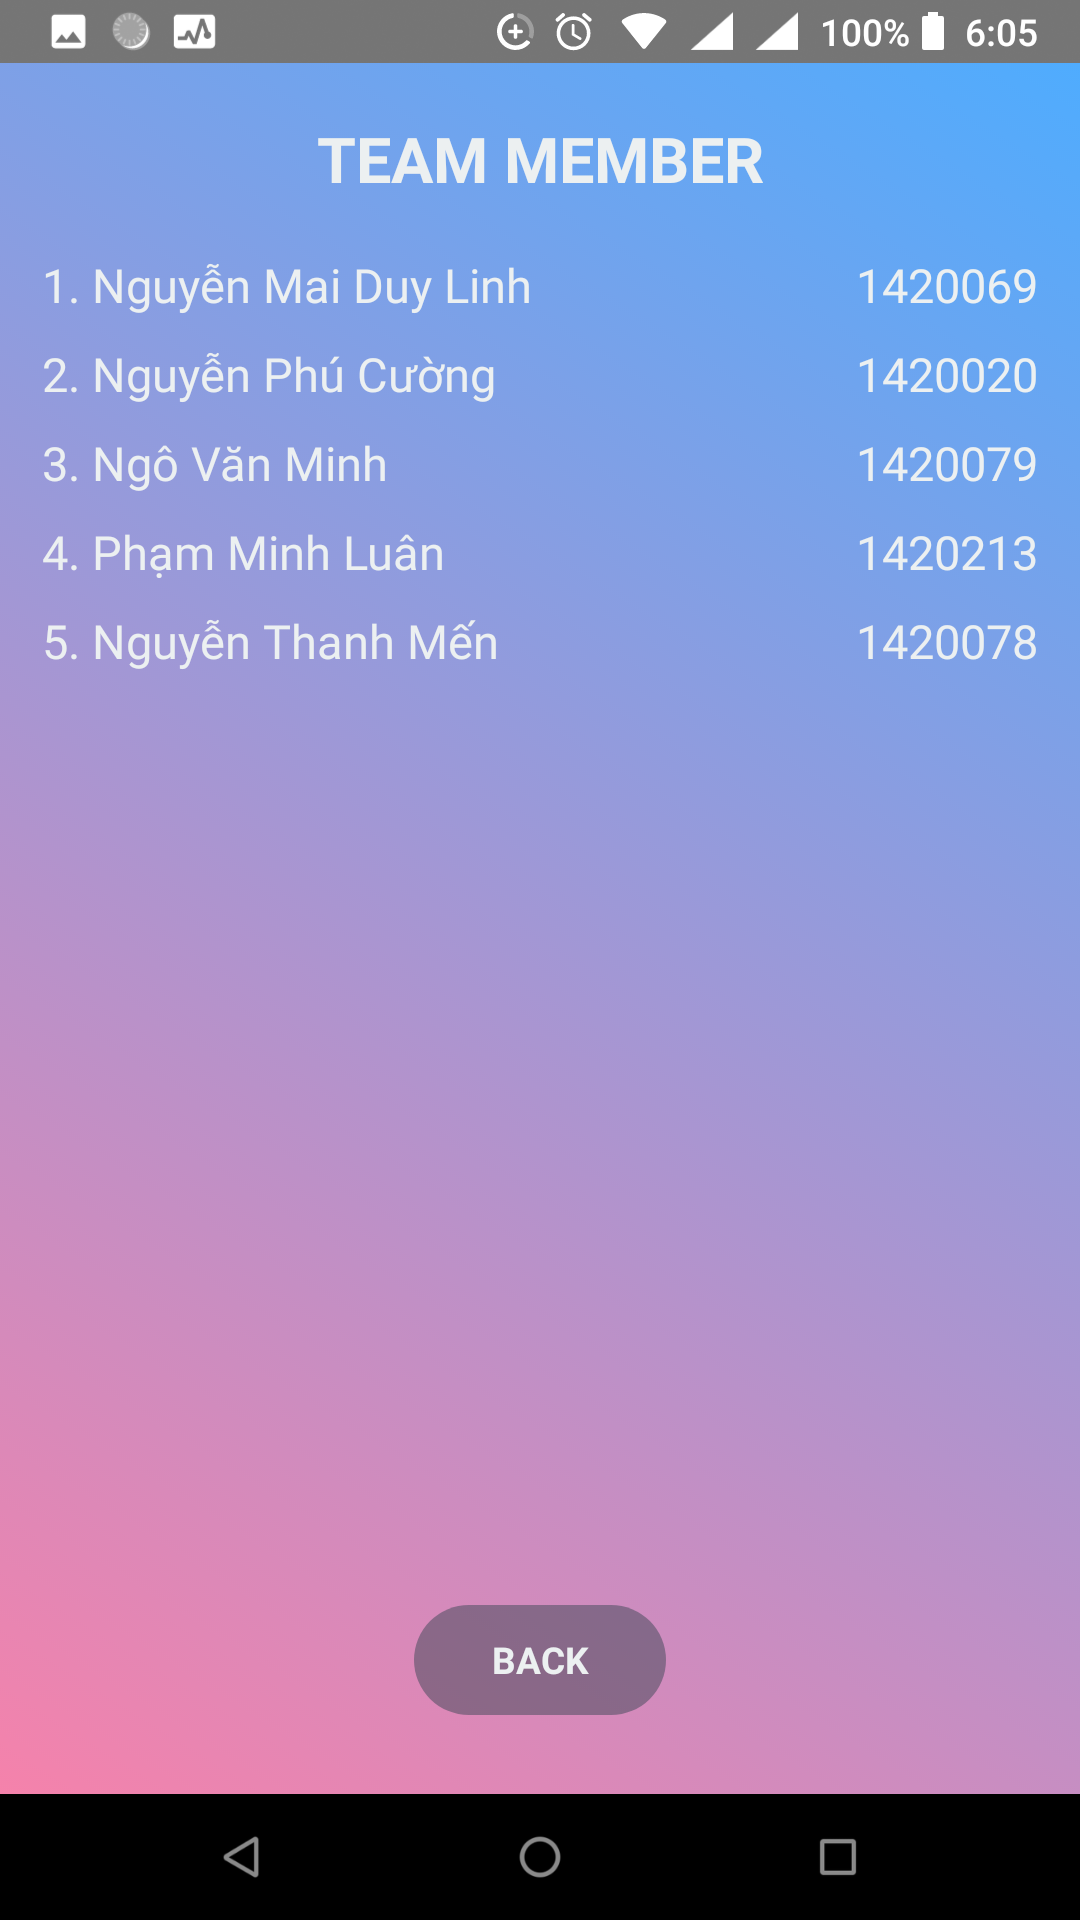 100% 6:05
TEAM MEMBER
1. Nguyễn Mai Duy Linh 1420069
2. Nguyễn Phú Cường 1420020
3. Ngô Văn Minh 1420079
4. Phạm Minh Luân 1420213
5. Nguyễn Thanh Mến 1420078
BACK